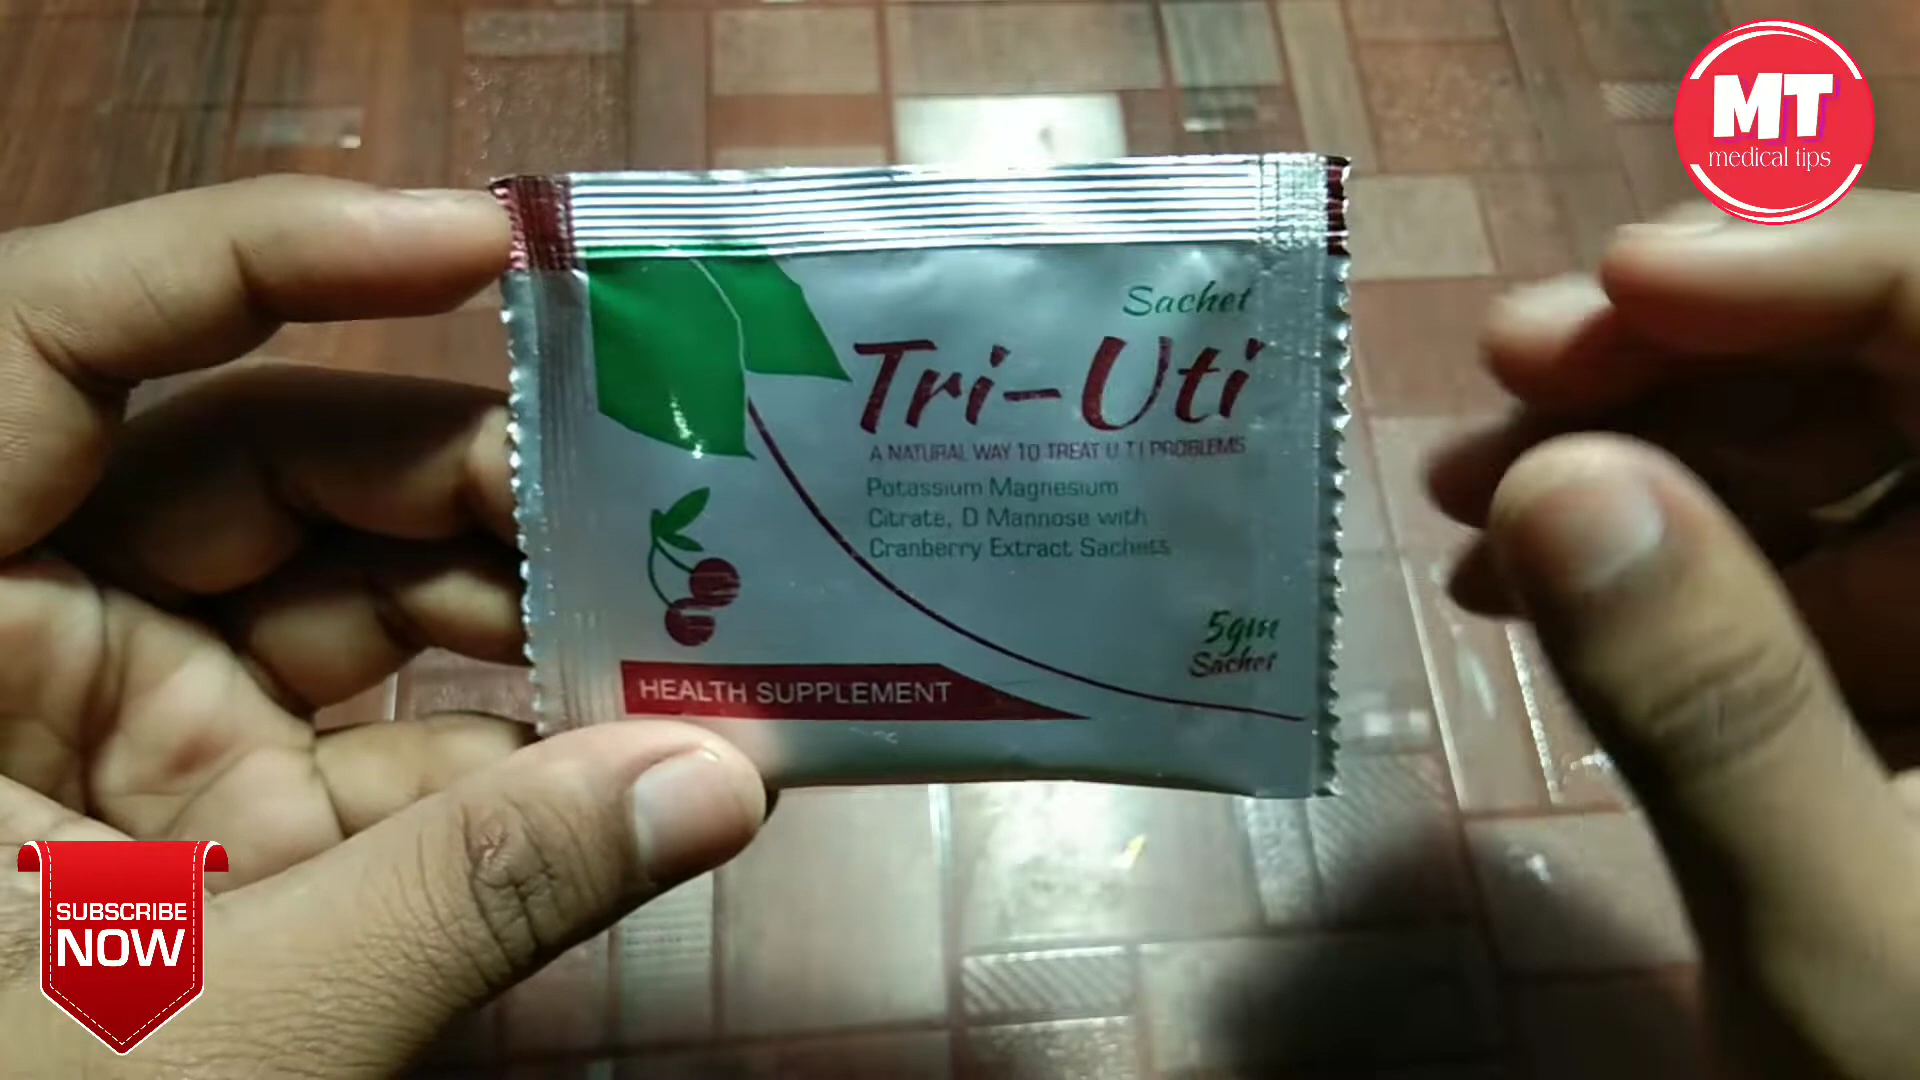 MT
medical tips
Sachet
Tri-Uti
A NATURAL WAY TO TREAT U T I PROBLEMS
Potassium Magnesium
Citrate, D Mannose with
Cranberry Extract Sachets
5gm
Sachet
HEALTH SUPPLEMENT
SUBSCRIBE
NOW